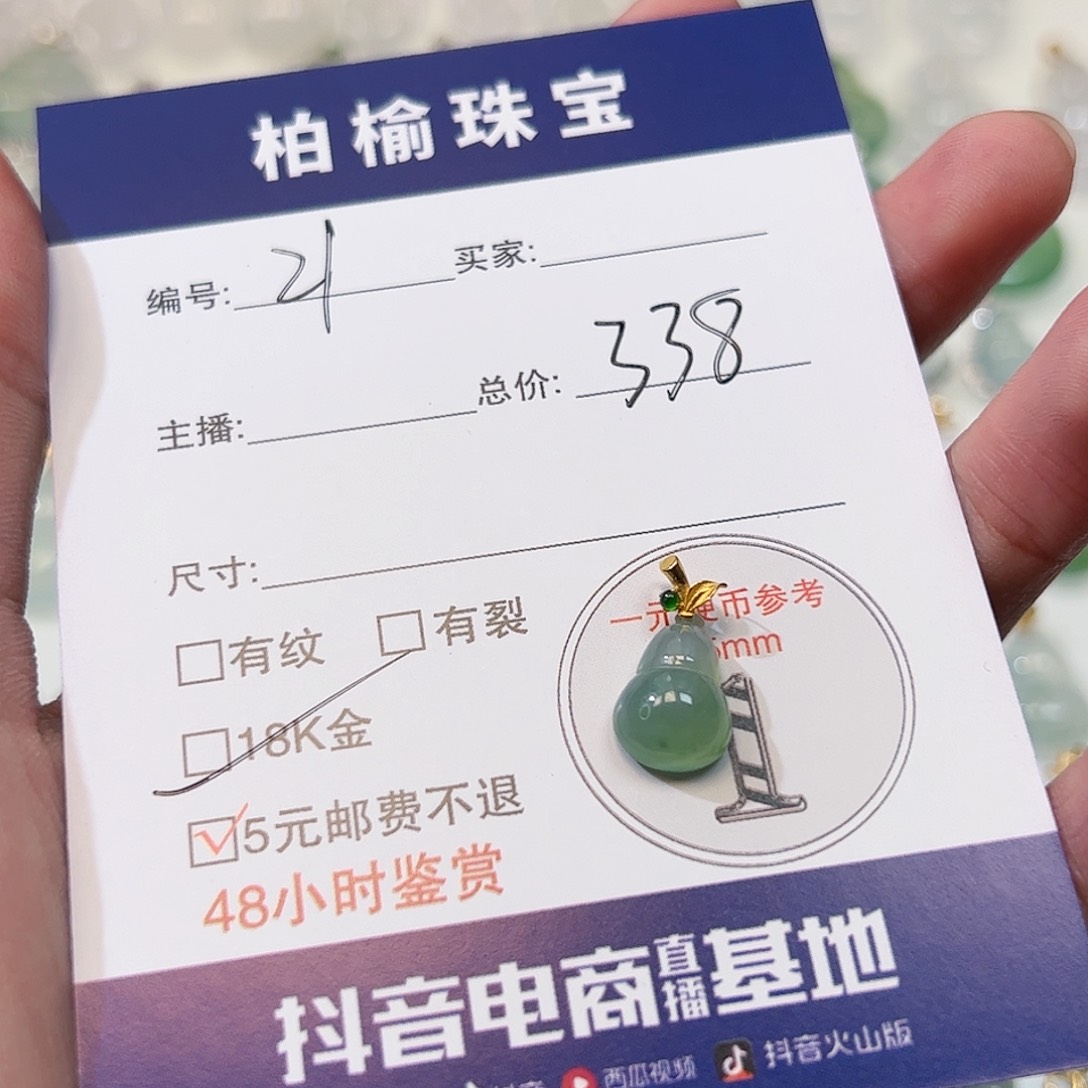 柏榆珠宝
编号: 21 买家:
主播: 总价: 338
尺寸:
□有纹 □有裂
□18K金
☑5元邮费不退
48小时鉴赏
一元硬币参考
5mm
抖音电商直播基地
抖音 西瓜视频 抖音火山版